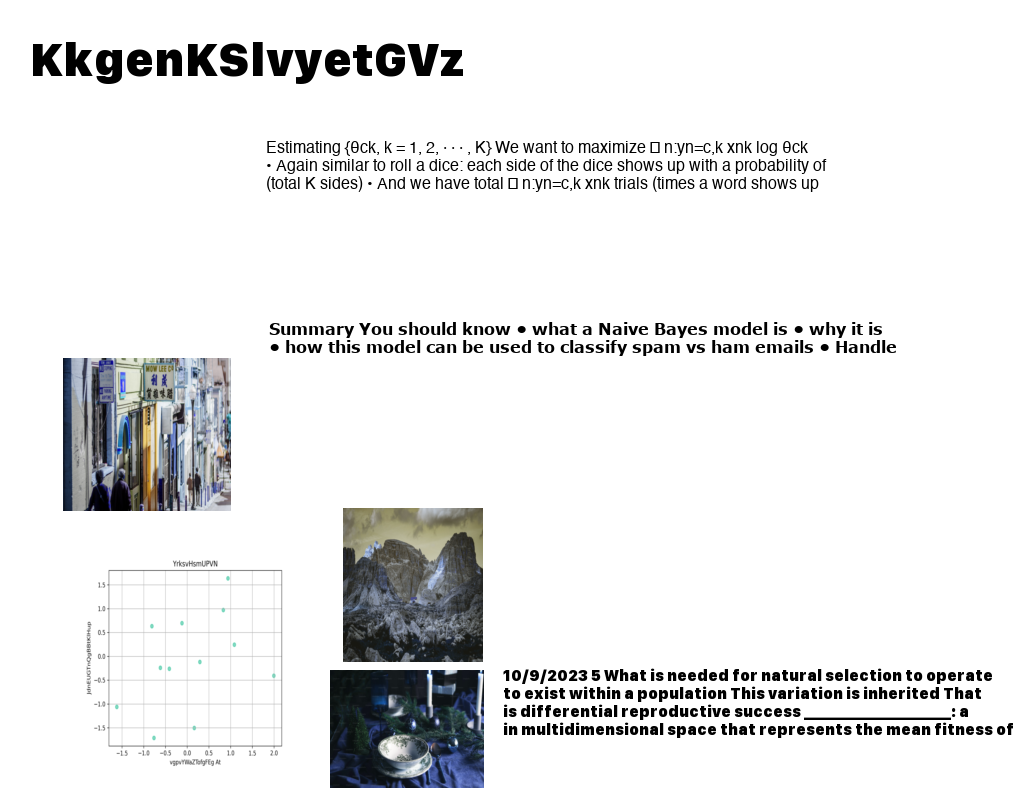 KkgenKSlvyetGVz
Estimating {θck, k = 1, 2, · · · , K} We want to maximize □ n:yn=c,k xnk log θck
• Again similar to roll a dice: each side of the dice shows up with a probability of
(total K sides) • And we have total □ n:yn=c,k xnk trials (times a word shows up
Summary You should know • what a Naive Bayes model is • why it is
• how this model can be used to classify spam vs ham emails • Handle
MOW LEE CO
YrksvHsmUPVN
1.5
1.0
0.5
0.0
−0.5
−1.0
−1.5
−1.5 −1.0 −0.5 0.0 0.5 1.0 1.5 2.0
vgpvYWaZTofgFEg At
10/9/2023 5 What is needed for natural selection to operate
to exist within a population This variation is inherited That
is differential reproductive success __________________: a
in multidimensional space that represents the mean fitness of